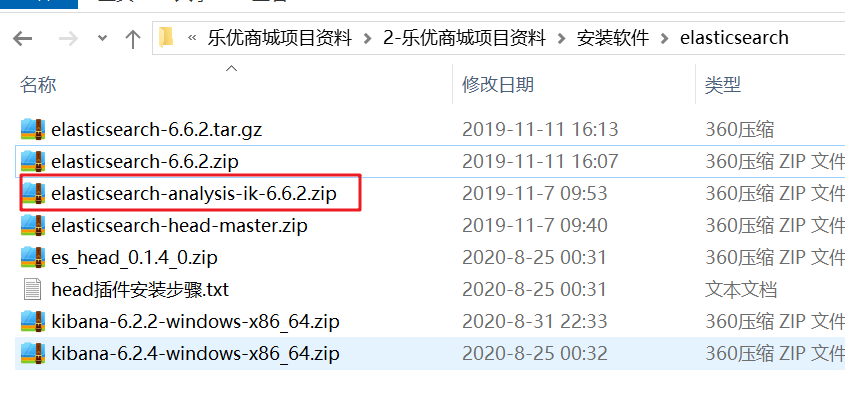 « 乐优商城项目资料 > 2-乐优商城项目资料 > 安装软件 > elasticsearch
名称 修改日期 类型
elasticsearch-6.6.2.tar.gz 2019-11-11 16:13 360压缩
elasticsearch-6.6.2.zip 2019-11-11 16:07 360压缩 ZIP 文件
elasticsearch-analysis-ik-6.6.2.zip 2019-11-7 09:53 360压缩 ZIP 文件
elasticsearch-head-master.zip 2019-11-7 09:40 360压缩 ZIP 文件
es_head_0.1.4_0.zip 2020-8-25 00:31 360压缩 ZIP 文件
head插件安装步骤.txt 2020-8-25 00:31 文本文档
kibana-6.2.2-windows-x86_64.zip 2020-8-31 22:33 360压缩 ZIP 文件
kibana-6.2.4-windows-x86_64.zip 2020-8-25 00:32 360压缩 ZIP 文件